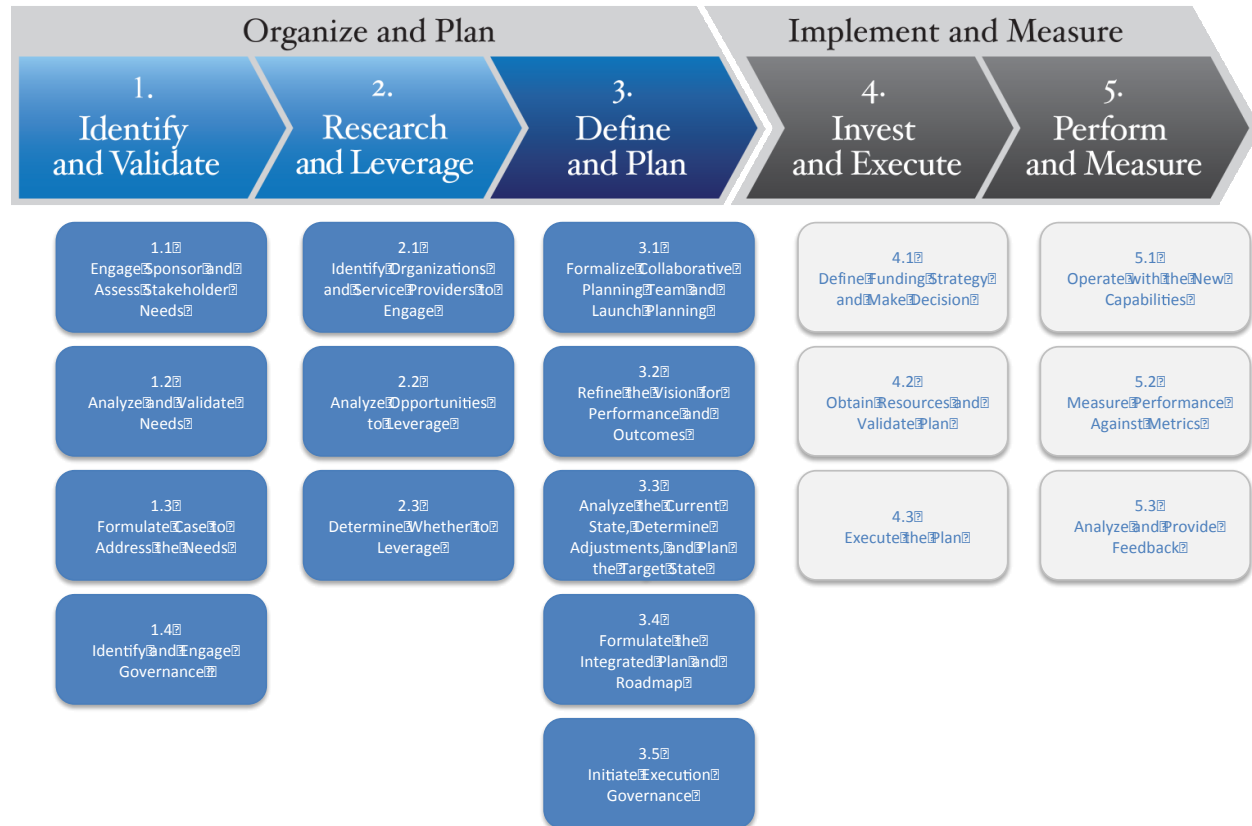 Organize and Plan
Implement and Measure
1.
Identify
and Validate
2.
Research
and Leverage
3.
Define
and Plan
4.
Invest
and Execute
5.
Perform
and Measure
1.1
Engage Sponsor and
Assess Stakeholder
Needs
1.2
Analyze and Validate
Needs
1.3
Formulate Case to
Address the Needs
1.4
Identify and Engage
Governance
2.1
Identify Organizations
and Service Providers to
Engage
2.2
Analyze Opportunities
to Leverage
2.3
Determine Whether to
Leverage
3.1
Formalize Collaborative
Planning Team and
Launch Planning
3.2
Refine the Vision for
Performance and
Outcomes
3.3
Analyze the Current
State, Determine
Adjustments, and Plan
the Target State
3.4
Formulate the
Integrated Plan and
Roadmap
3.5
Initiate Execution
Governance
4.1
Define Funding Strategy
and Make Decision
4.2
Obtain Resources and
Validate Plan
4.3
Execute the Plan
5.1
Operate with the New
Capabilities
5.2
Measure Performance
Against Metrics
5.3
Analyze and Provide
Feedback